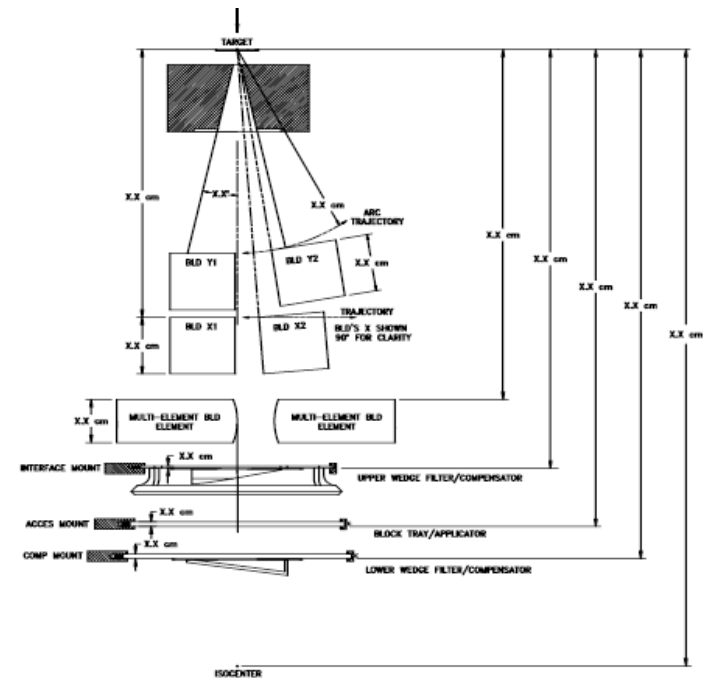 TARGET
X.X cm
X.X°
X.X cm
ARC
TRAJECTORY
X.X cm
BLD Y1
BLD Y2
X.X cm
X.X cm
X.X cm
TRAJECTORY
BLD X1
BLD X2
BLD'S X SHOWN
90° FOR CLARITY
X.X cm
X.X cm
X.X cm
X.X cm
MULTI-ELEMENT BLD
ELEMENT
MULTI-ELEMENT BLD
ELEMENT
X.X cm
X.X cm
INTERFACE MOUNT
UPPER WEDGE FILTER/COMPENSATOR
X.X cm
ACCES MOUNT
BLOCK TRAY/APPLICATOR
X.X cm
COMP MOUNT
LOWER WEDGE FILTER/COMPENSATOR
ISOCENTER